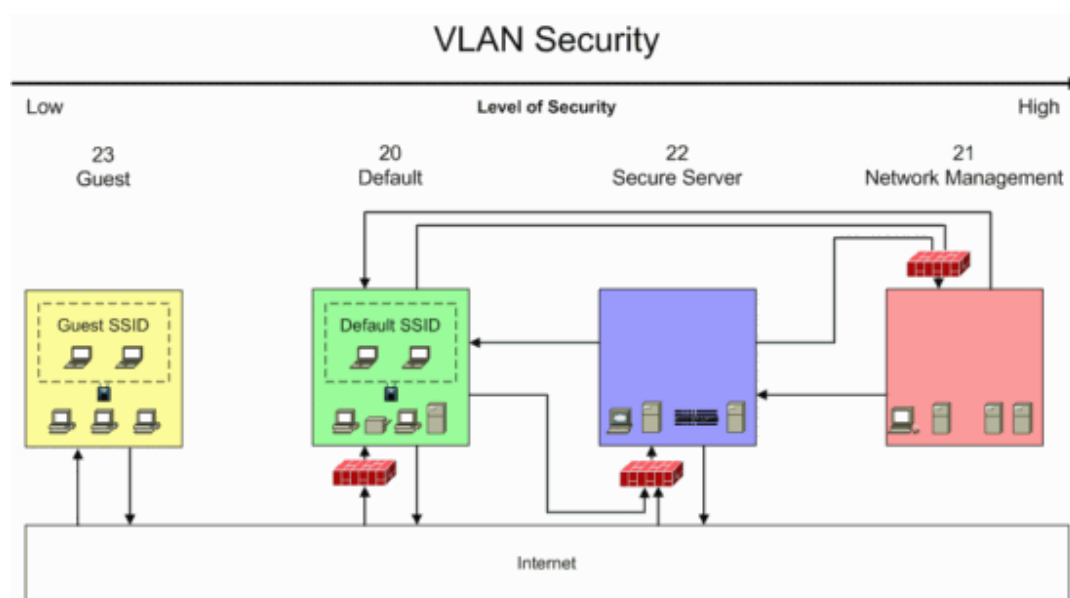 VLAN Security
Low Level of Security High
23 20 22 21
Guest Default Secure Server Network Management
Guest SSID Default SSID
Internet